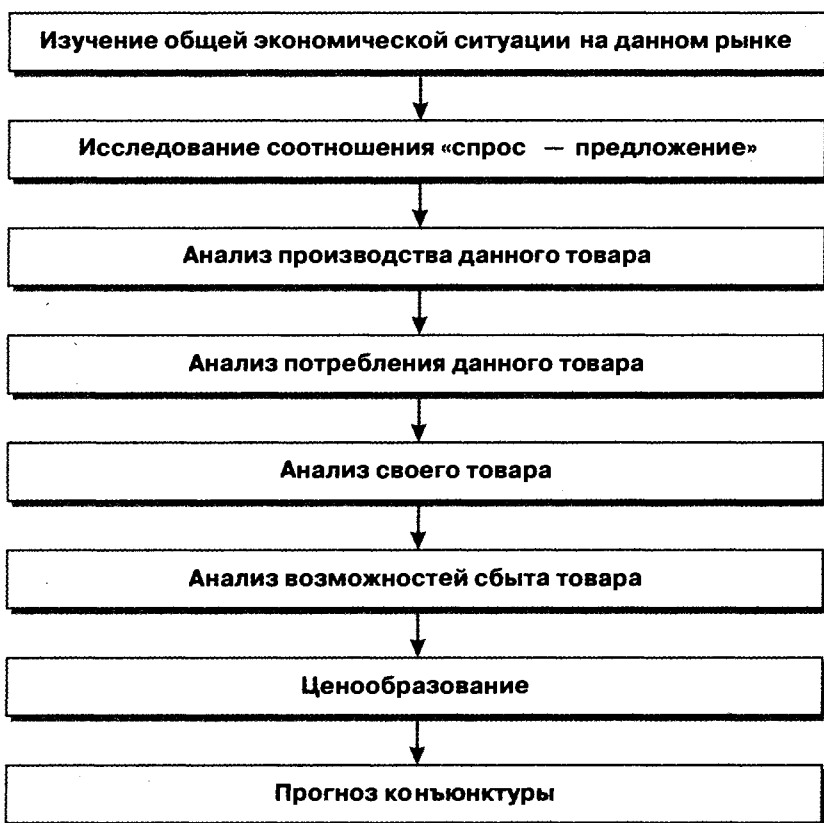 Изучение общей экономической ситуации на данном рынке
Исследование соотношения «спрос — предложение»
Анализ производства данного товара
Анализ потребления данного товара
Анализ своего товара
Анализ возможностей сбыта товара
Ценообразование
Прогноз конъюнктуры